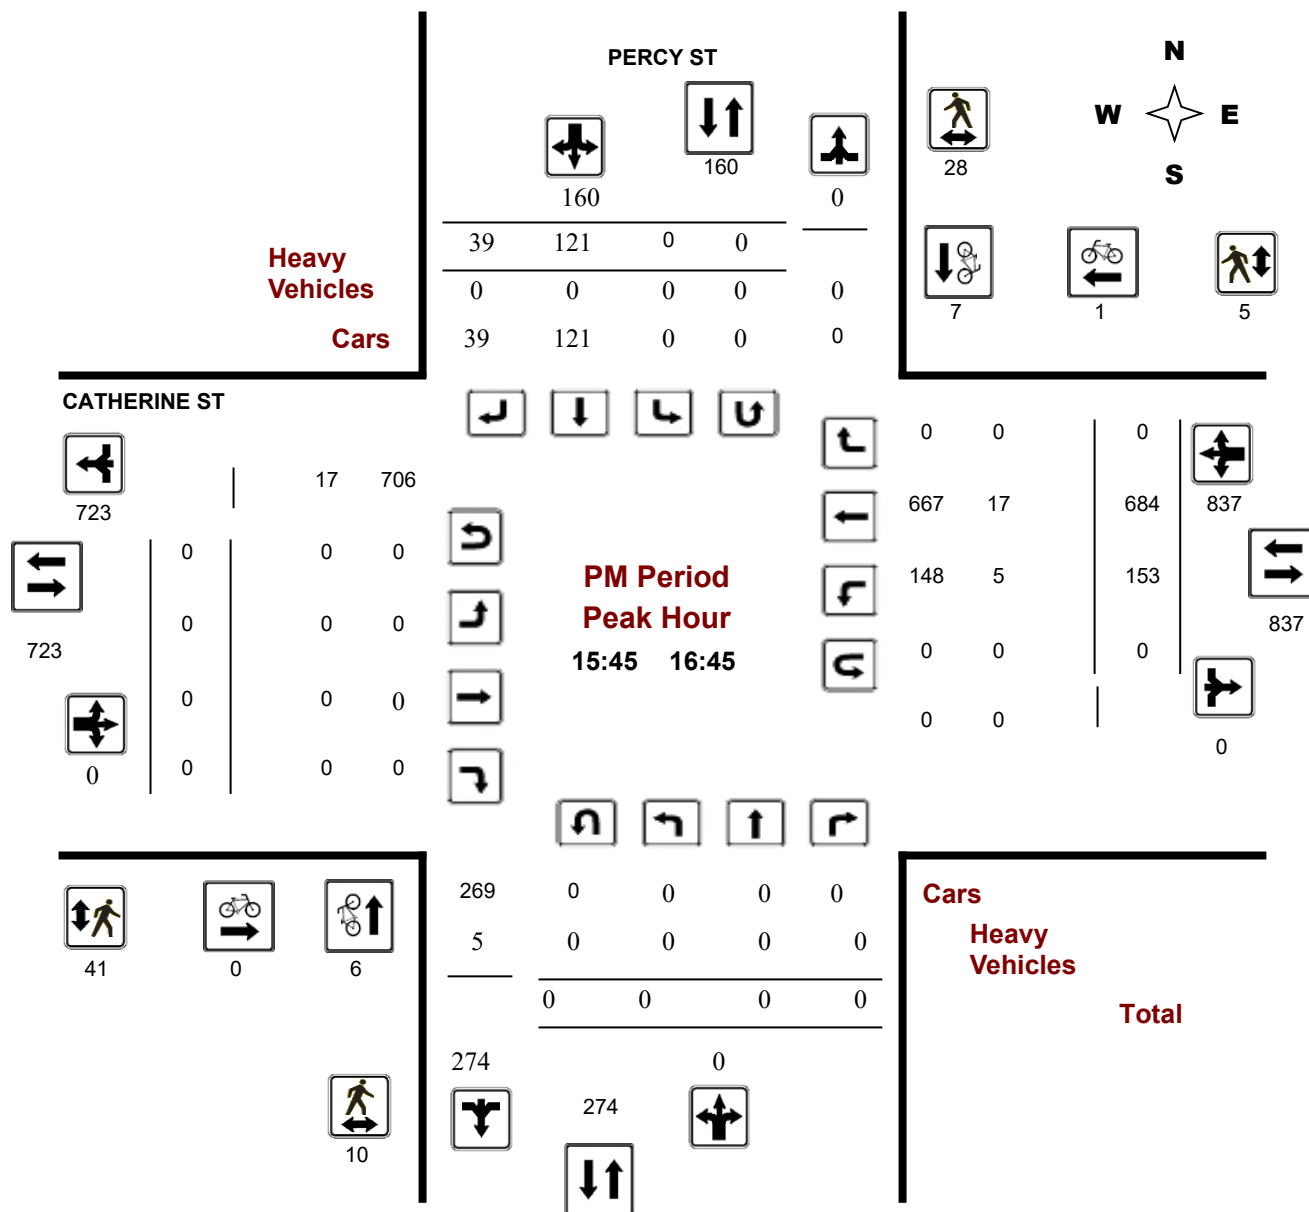 PERCY ST
N
W E
S
160
28
160 0
39 121 0 0
Heavy
Vehicles
0 0 0 0 0
7 1 5
Cars 39 121 0 0 0
CATHERINE ST
0 0 0
17 706
723
667 17 684 837
0 0 0
PM Period
148 5 153
Peak Hour
0 0 0
837
723
15:45 16:45
0 0 0
0 0 0
0 0
0
0 0 0 0
269 0 0 0 0
Cars
5 0 0 0 0
Heavy
Vehicles
41 0 6
0 0 0 0
Total
274 0
274
10